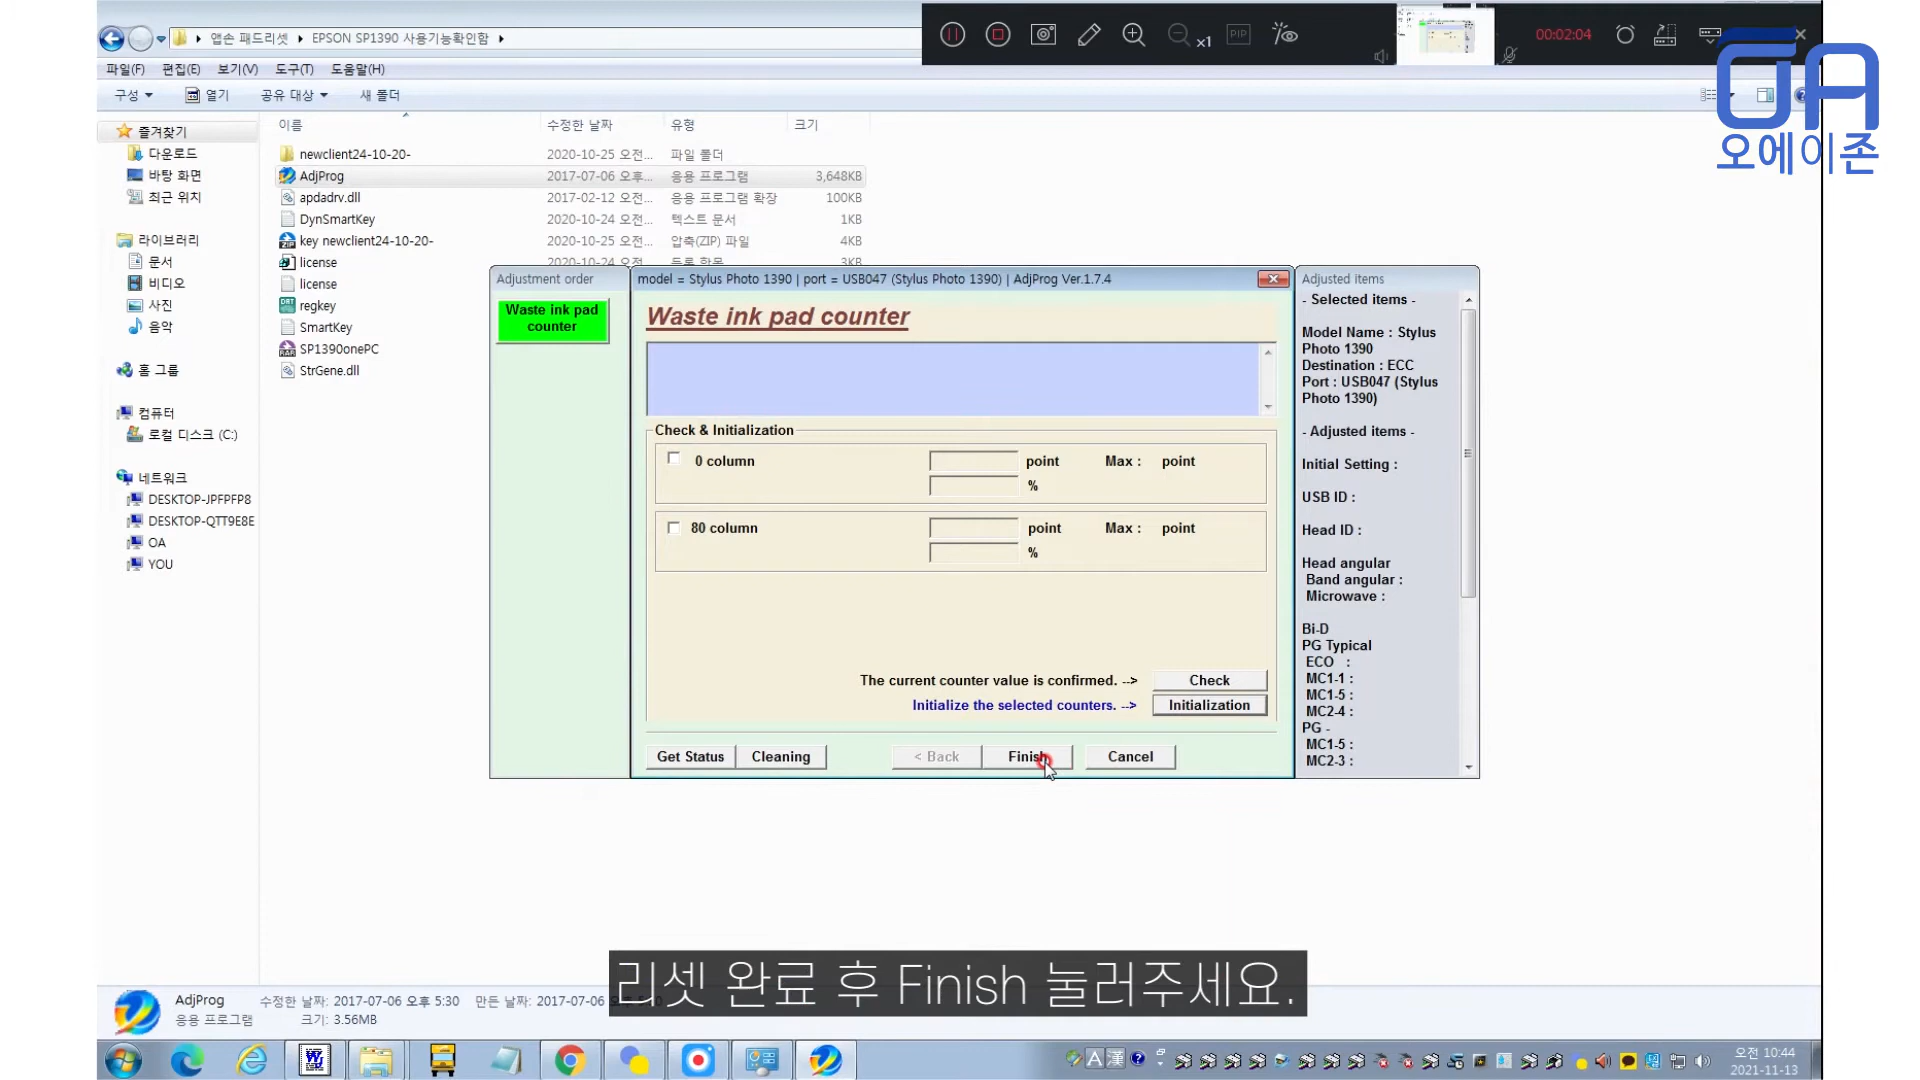 앱손 패드리셋 ▸ EPSON SP1390 사용기능확인함 ▸
x1
PIP
00:02:04
파일(F) 편집(E) 보기(V) 도구(T) 도움말(H)
구성 열기 공유 대상 새 폴더
OA
오에이존
이름 수정한 날짜 유형 크기
즐겨찾기
다운로드
바탕 화면
최근 위치
라이브러리
문서
비디오
사진
음악
홈 그룹
컴퓨터
로컬 디스크 (C:)
네트워크
DESKTOP-JPFPFP8
DESKTOP-QTT9E8E
OA
YOU
newclient24-10-20- 2020-10-25 오전... 파일 폴더
AdjProg 2017-07-06 오후... 응용 프로그램 3,648KB
apdadrv.dll 2017-02-12 오전... 응용 프로그램 확장 100KB
DynSmartKey 2020-10-24 오전... 텍스트 문서 1KB
key newclient24-10-20- 2020-10-25 오전... 압축(ZIP) 파일 4KB
license 2020-10-24 오전... 등록 항목 3KB
license
regkey
SmartKey
SP1390onePC
StrGene.dll
Adjustment order
Waste ink pad
counter
model = Stylus Photo 1390 | port = USB047 (Stylus Photo 1390) | AdjProg Ver.1.7.4
Waste ink pad counter
Check & Initialization
0 column point Max : point
%
80 column point Max : point
%
The current counter value is confirmed. --> Check
Initialize the selected counters. --> Initialization
Get Status Cleaning < Back Finish Cancel
Adjusted items
- Selected items -
Model Name : Stylus
Photo 1390
Destination : ECC
Port : USB047 (Stylus
Photo 1390)
- Adjusted items -
Initial Setting :
USB ID :
Head ID :
Head angular
Band angular :
Microwave :
Bi-D
PG Typical
ECO :
MC1-1 :
MC1-5 :
MC2-4 :
PG -
MC1-5 :
MC2-3 :
리셋 완료 후 Finish 눌러주세요.
AdjProg 수정한 날짜: 2017-07-06 오후 5:30 만든 날짜: 2017-07-06 오
응용 프로그램 크기: 3.56MB
A 漢
오전 10:44
2021-11-13